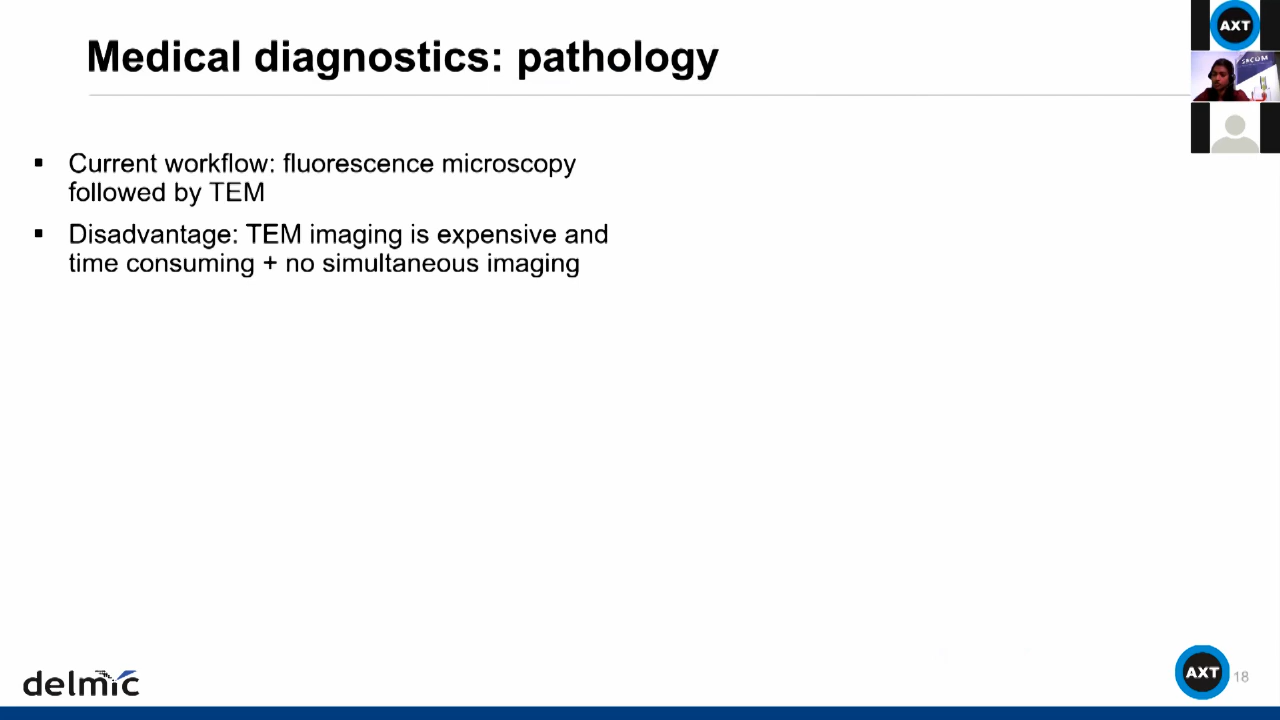 Medical diagnostics: pathology
AXT
SECOM
▪ Current workflow: fluorescence microscopy
followed by TEM
▪ Disadvantage: TEM imaging is expensive and
time consuming + no simultaneous imaging
delmic
AXT
18